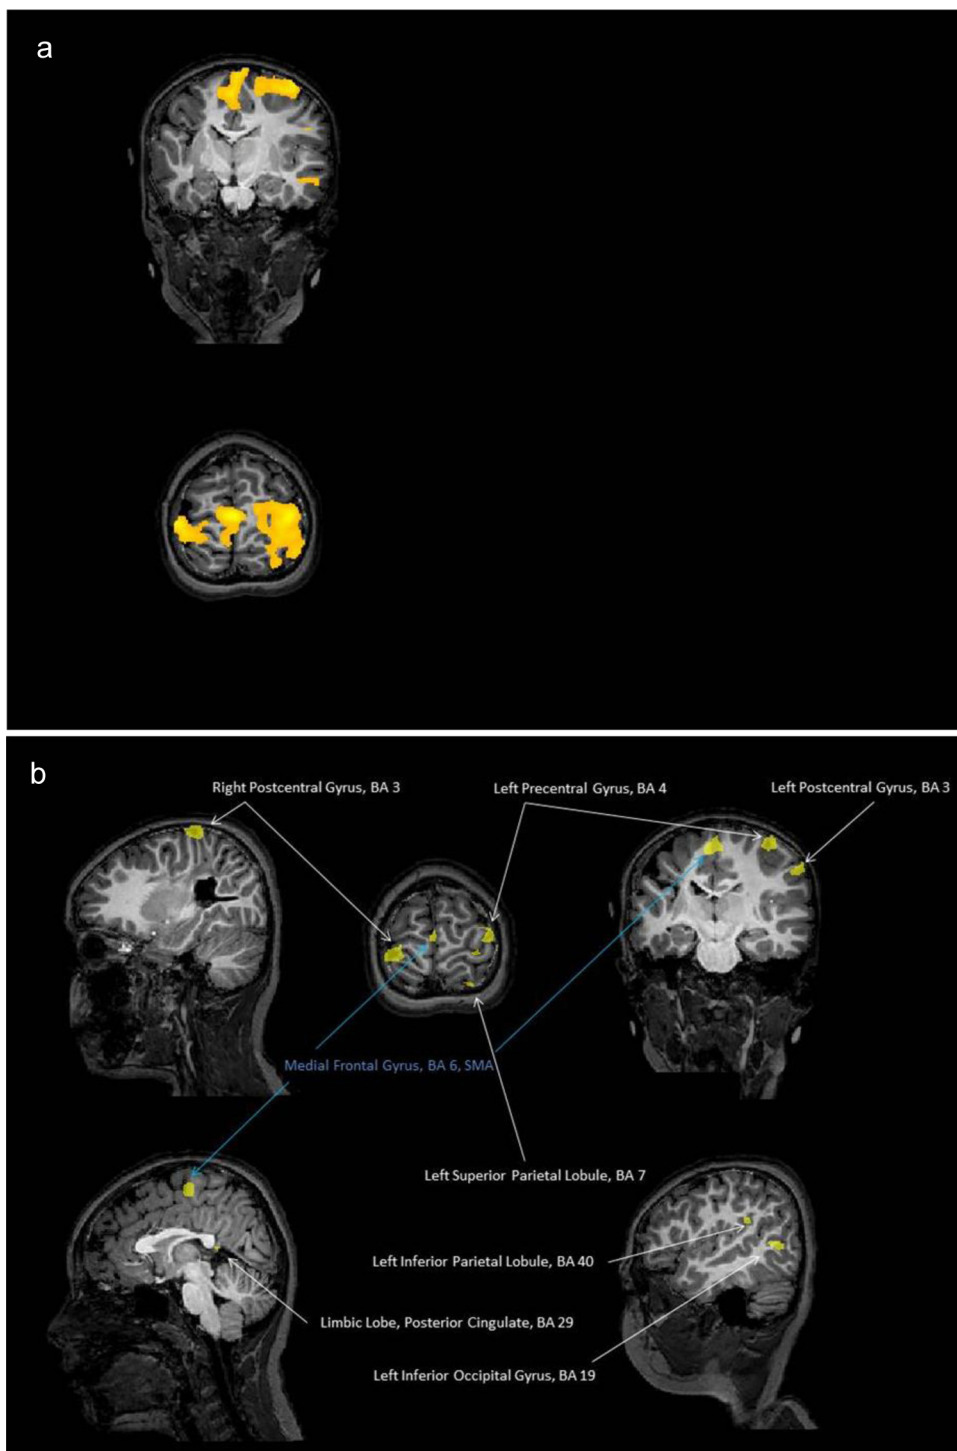 a
b
Right Postcentral Gyrus, BA 3
Left Precentral Gyrus, BA 4
Left Postcentral Gyrus, BA 3
Medial Frontal Gyrus, BA 6, SMA
Left Superior Parietal Lobule, BA 7
Left Inferior Parietal Lobule, BA 40
Limbic Lobe, Posterior Cingulate, BA 29
Left Inferior Occipital Gyrus, BA 19